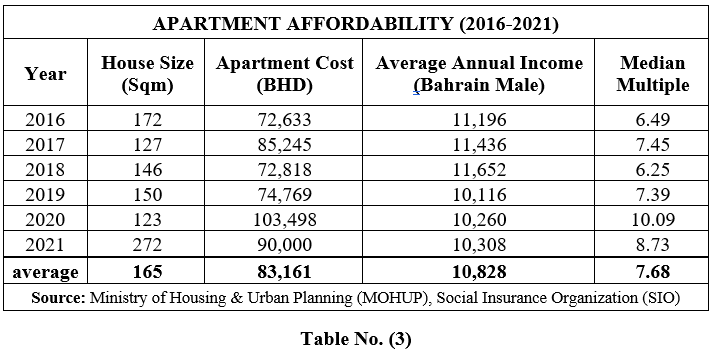 APARTMENT AFFORDABILITY (2016-2021)
Year House Size (Sqm) Apartment Cost (BHD) Average Annual Income (Bahrain Male) Median Multiple
2016 172 72,633 11,196 6.49
2017 127 85,245 11,436 7.45
2018 146 72,818 11,652 6.25
2019 150 74,769 10,116 7.39
2020 123 103,498 10,260 10.09
2021 272 90,000 10,308 8.73
average 165 83,161 10,828 7.68
Source: Ministry of Housing & Urban Planning (MOHUP), Social Insurance Organization (SIO)
Table No. (3)